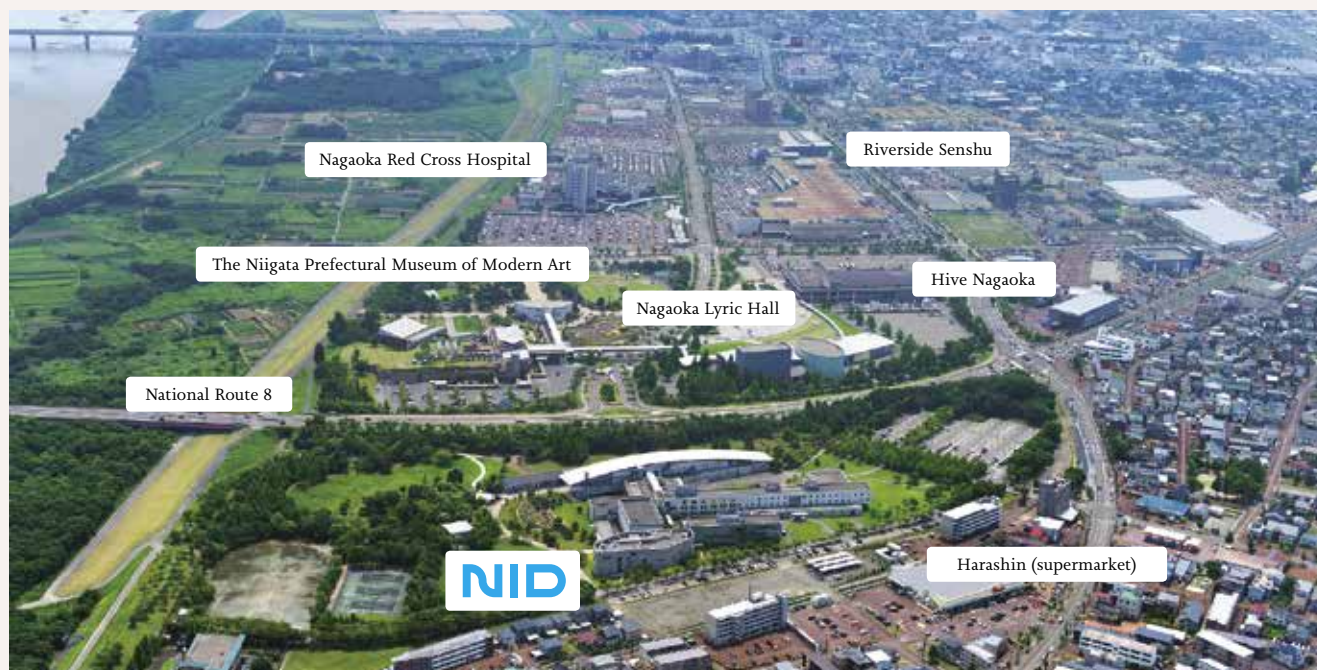 Riverside Senshu
Nagaoka Red Cross Hospital
The Niigata Prefectural Museum of Modern Art
Hive Nagaoka
Nagaoka Lyric Hall
National Route 8
Harashin (supermarket)
NID